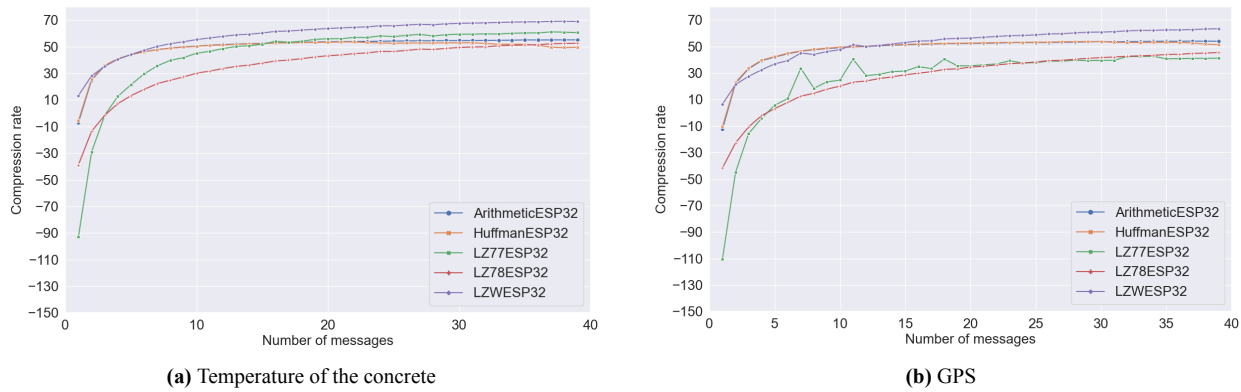 Compression rate
70
50
30
10
−10
−30
−50
−70
−90
−110
−130
−150
0
10
20
30
40
Number of messages
ArithmeticESP32
HuffmanESP32
LZ77ESP32
LZ78ESP32
LZWESP32
(a) Temperature of the concrete
Compression rate
70
50
30
10
−10
−30
−50
−70
−90
−110
−130
−150
0
5
10
15
20
25
30
35
40
Number of messages
ArithmeticESP32
HuffmanESP32
LZ77ESP32
LZ78ESP32
LZWESP32
(b) GPS